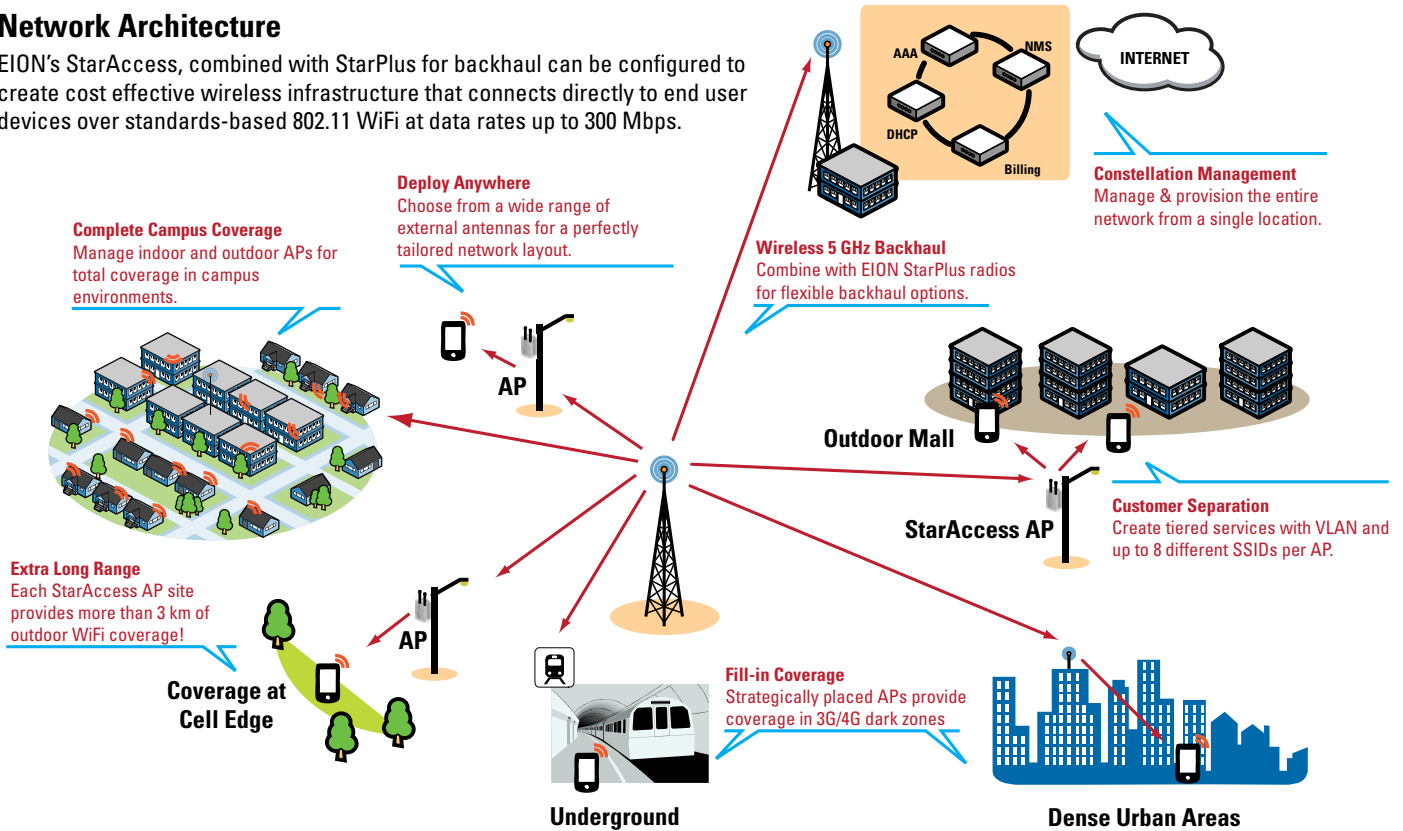 Network Architecture
EION's StarAccess, combined with StarPlus for backhaul can be configured to
create cost effective wireless infrastructure that connects directly to end user
devices over standards-based 802.11 WiFi at data rates up to 300 Mbps.
AAA
NMS
DHCP
Billing
INTERNET
Constellation Management
Manage & provision the entire
network from a single location.
Deploy Anywhere
Choose from a wide range of
external antennas for a perfectly
tailored network layout.
Complete Campus Coverage
Manage indoor and outdoor APs for
total coverage in campus
environments.
Wireless 5 GHz Backhaul
Combine with EION StarPlus radios
for flexible backhaul options.
AP
Outdoor Mall
StarAccess AP
Customer Separation
Create tiered services with VLAN and
up to 8 different SSIDs per AP.
Extra Long Range
Each StarAccess AP site
provides more than 3 km of
outdoor WiFi coverage!
AP
Coverage at
Cell Edge
Fill-in Coverage
Strategically placed APs provide
coverage in 3G/4G dark zones
Underground
Dense Urban Areas